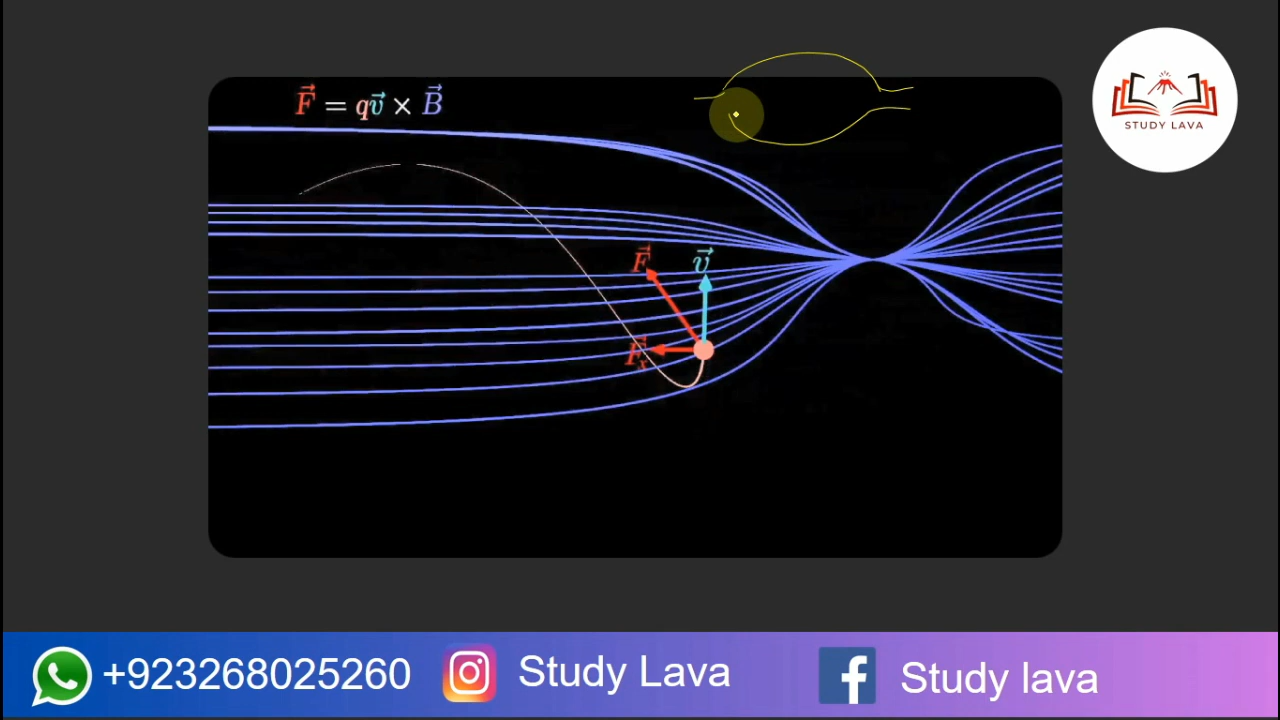 F⃗ = qv⃗ × B⃗
STUDY LAVA
F⃗
v⃗
F⃗ₓ
+923268025260
Study Lava
Study lava